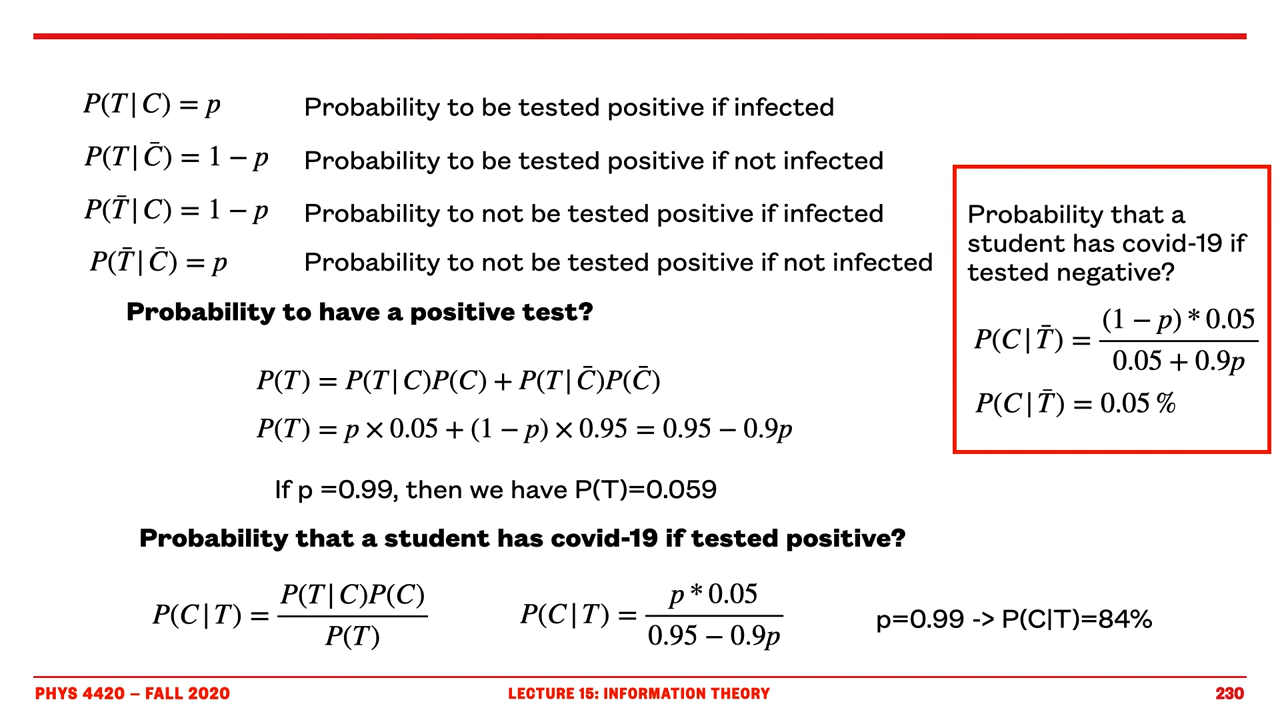 P(T|C) = p Probability to be tested positive if infected
P(T|C̄) = 1 − p Probability to be tested positive if not infected
P(T̄|C) = 1 − p Probability to not be tested positive if infected
P(T̄|C̄) = p Probability to not be tested positive if not infected
Probability to have a positive test?
P(T) = P(T|C)P(C) + P(T|C̄)P(C̄)
P(T) = p × 0.05 + (1 − p) × 0.95 = 0.95 − 0.9p
If p =0.99, then we have P(T)=0.059
Probability that a student has covid-19 if tested positive?
P(C|T) = P(T|C)P(C) / P(T)
P(C|T) = p * 0.05 / 0.95 − 0.9p
p=0.99 -> P(C|T)=84%
Probability that a
student has covid-19 if
tested negative?
P(C|T̄) = (1 − p) * 0.05 / 0.05 + 0.9p
P(C|T̄) = 0.05 %
PHYS 4420 – FALL 2020
LECTURE 15: INFORMATION THEORY
230